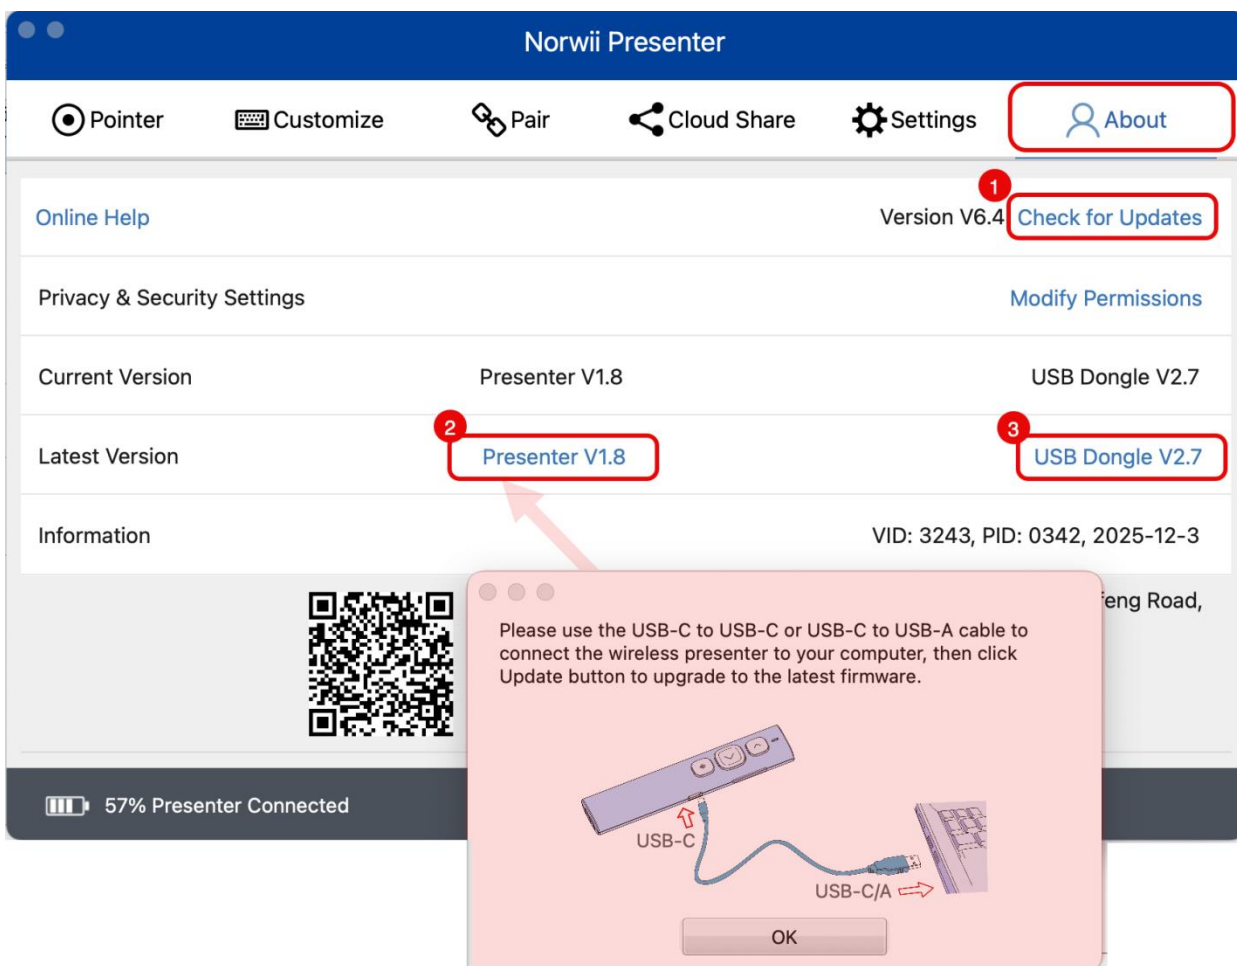 Norwii Presenter
Pointer Customize Pair Cloud Share Settings About
1
Online Help Version V6.4 Check for Updates
Privacy & Security Settings Modify Permissions
Current Version Presenter V1.8 USB Dongle V2.7
2 3
Latest Version Presenter V1.8 USB Dongle V2.7
Information VID: 3243, PID: 0342, 2025-12-3
Road,
Please use the USB-C to USB-C or USB-C to USB-A cable to
connect the wireless presenter to your computer, then click
Update button to upgrade to the latest firmware.
57% Presenter Connected
USB-C
USB-C/A
OK